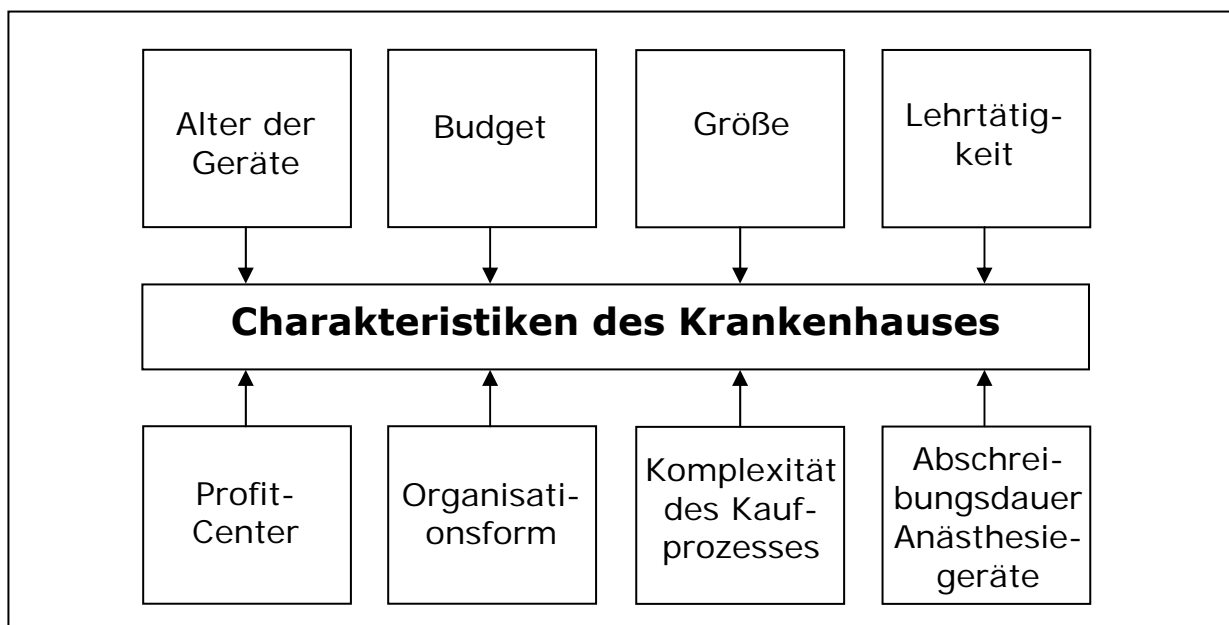 Alter der
Geräte
Budget
Größe
Lehrtätig-
keit
Charakteristiken des Krankenhauses
Profit-
Center
Organisati-
onsform
Komplexität
des Kauf-
prozesses
Abschrei-
bungsdauer
Anästhesie-
geräte